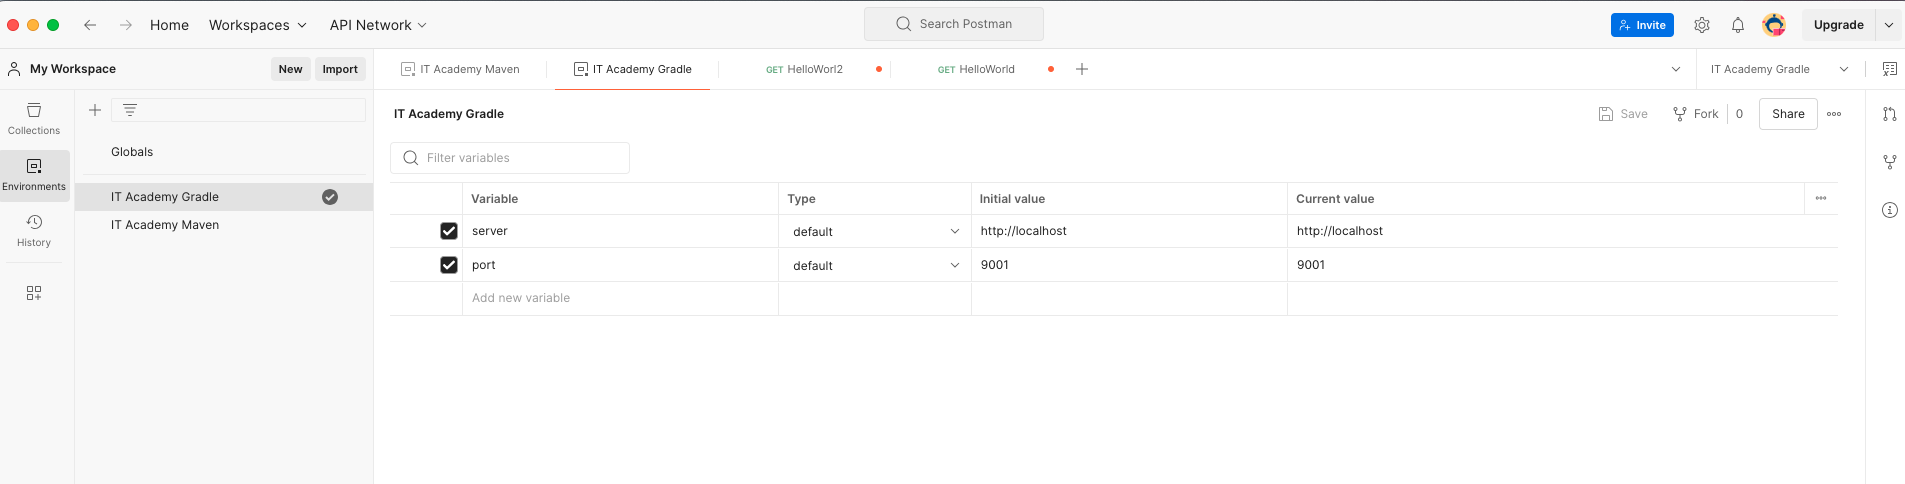 Home Workspaces API Network Search Postman Invite Upgrade
My Workspace New Import IT Academy Maven IT Academy Gradle GET HelloWorl2 GET HelloWorld IT Academy Gradle
Collections
Environments
History
Globals
IT Academy Gradle
IT Academy Maven
IT Academy Gradle Save Fork 0 Share
Filter variables
Variable Type Initial value Current value
server default http://localhost http://localhost
port default 9001 9001
Add new variable